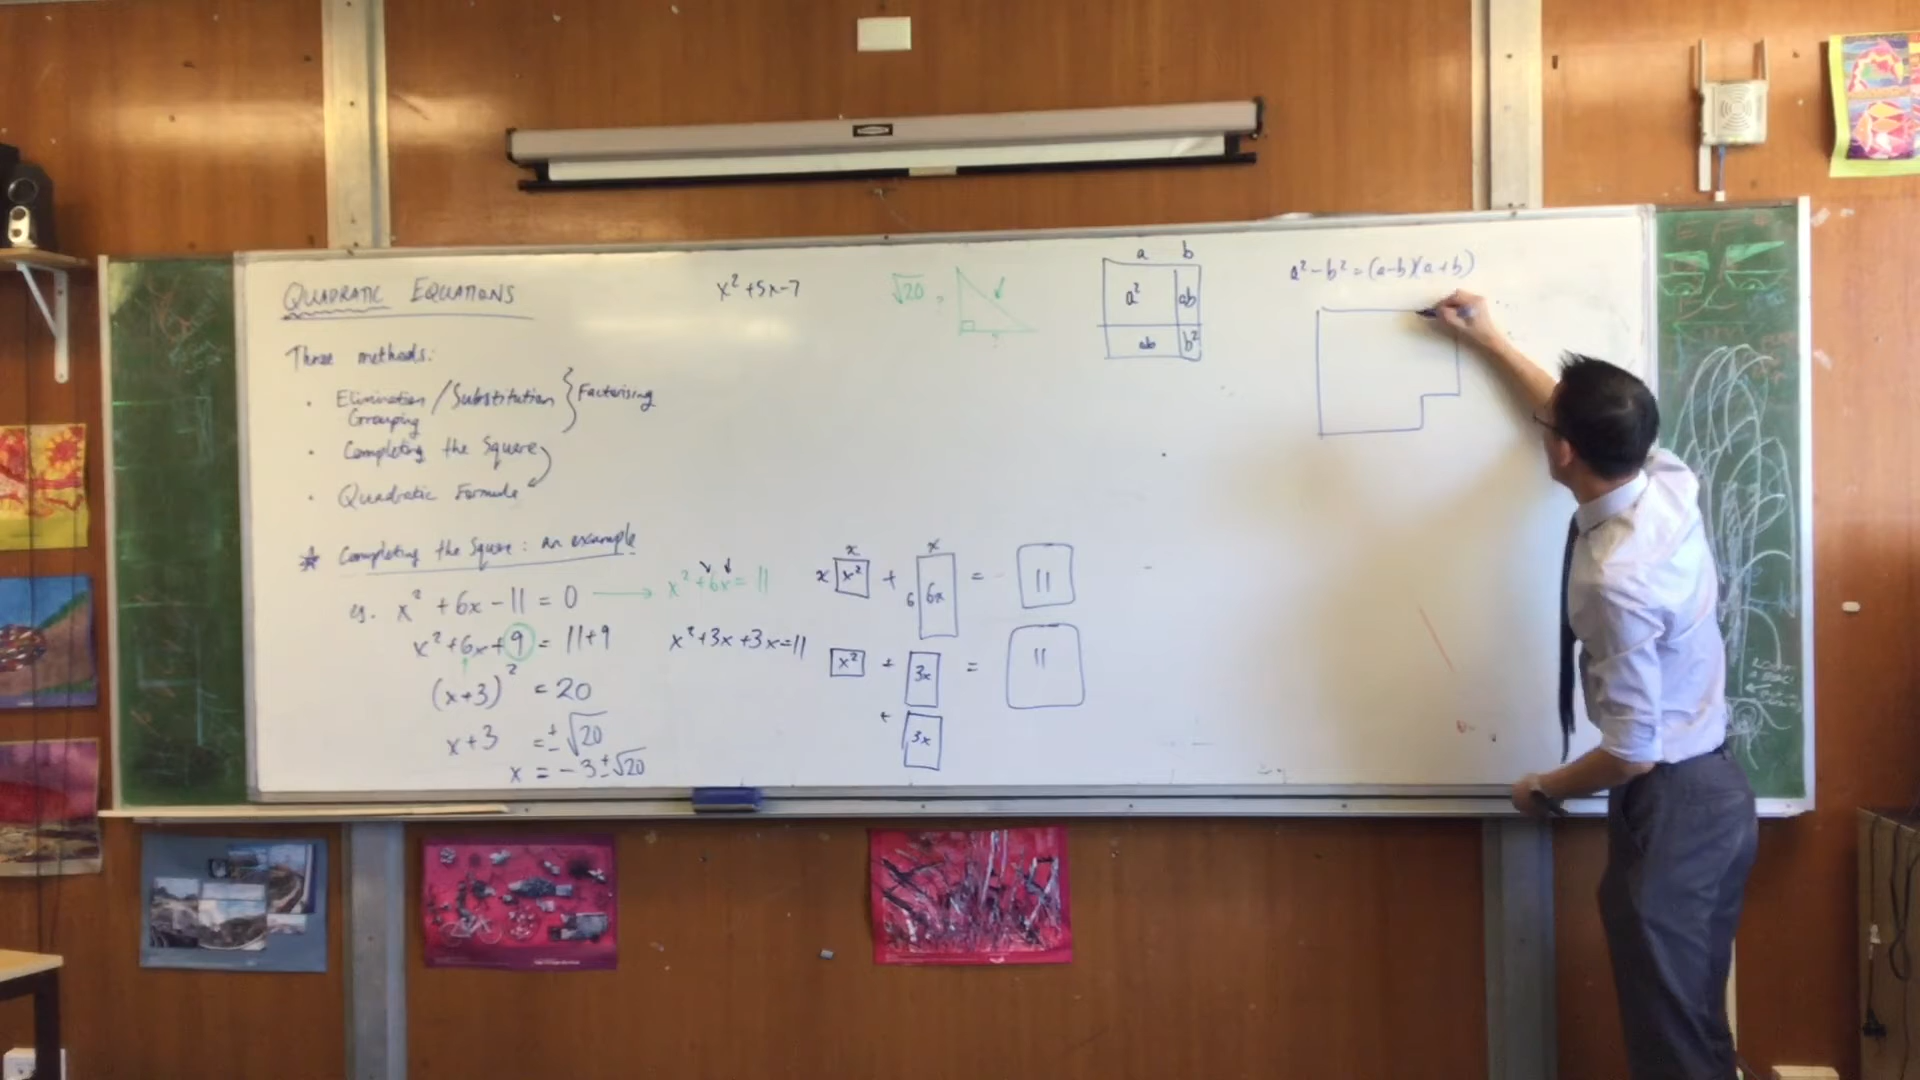 QUADRATIC EQUATIONS
Three methods:
· Elimination / Substitution } Factorising
Grouping
· Completing the Square
· Quadratic Formula
☆ Completing the Square: an example
eg. x² + 6x - 11 = 0 → x² + 6x = 11
x² + 6x + 9 = 11 + 9
(x+3)² = 20
x+3 = ±√20
x = -3 ± √20
x² + 3x + 3x = 11
x² + 5x - 7
√20 ?
?
a b
a² ab
ab b²
a² - b² = (a-b)(a+b)
x x
x x² + 6 6x = 11
x² + 3x = 11
+ 3x